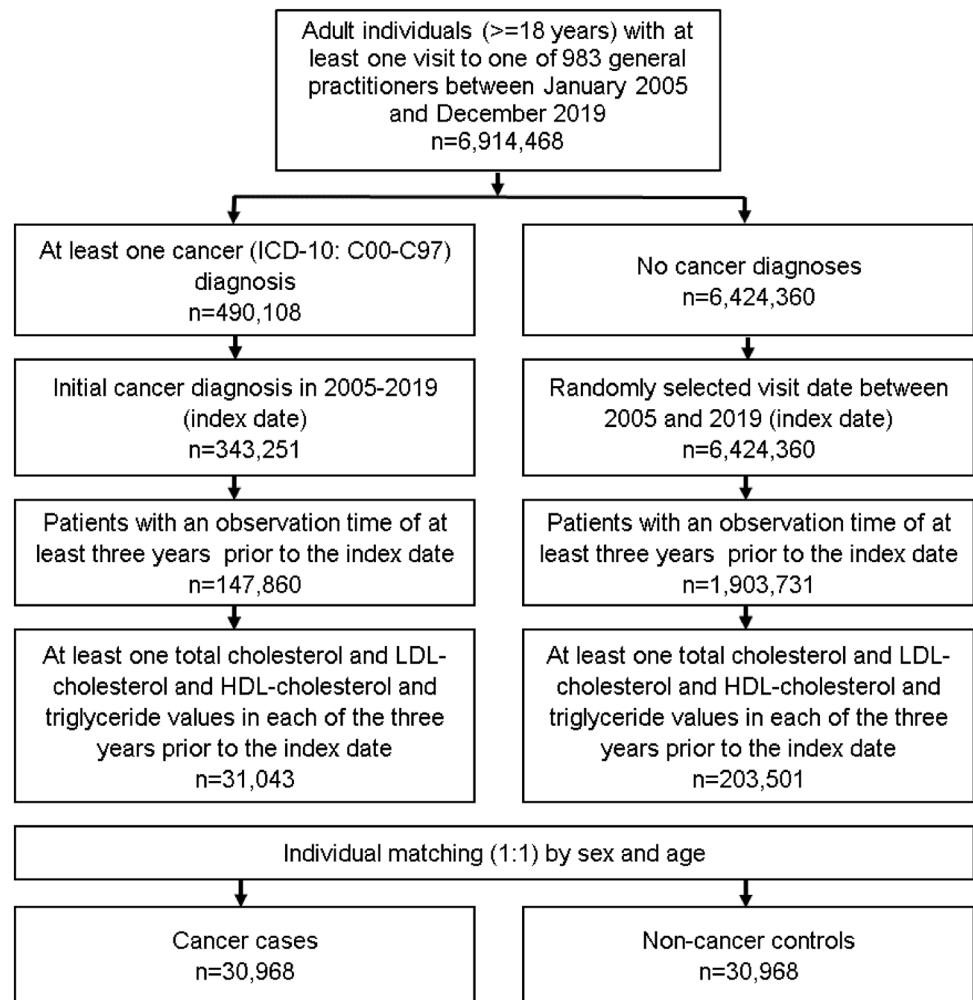 Adult individuals (>=18 years) with at
least one visit to one of 983 general
practitioners between January 2005
and December 2019
n=6,914,468
At least one cancer (ICD-10: C00-C97)
diagnosis
n=490,108
No cancer diagnoses
n=6,424,360
Initial cancer diagnosis in 2005-2019
(index date)
n=343,251
Randomly selected visit date between
2005 and 2019 (index date)
n=6,424,360
Patients with an observation time of at
least three years prior to the index date
n=147,860
Patients with an observation time of at
least three years prior to the index date
n=1,903,731
At least one total cholesterol and LDL-
cholesterol and HDL-cholesterol and
triglyceride values in each of the three
years prior to the index date
n=31,043
At least one total cholesterol and LDL-
cholesterol and HDL-cholesterol and
triglyceride values in each of the three
years prior to the index date
n=203,501
Individual matching (1:1) by sex and age
Cancer cases
n=30,968
Non-cancer controls
n=30,968